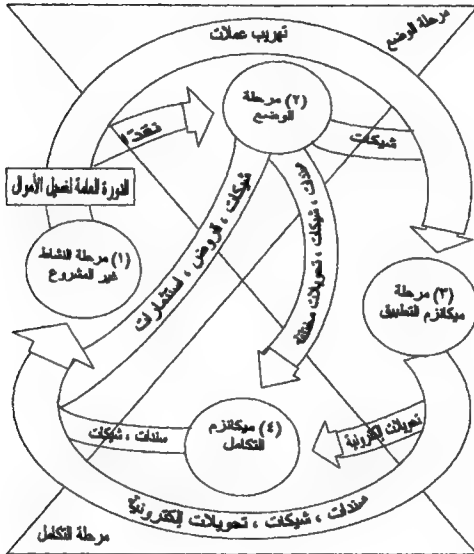 مرحلة الوضع
تهريب عملات
(٢) مرحلة
الوضع
نقدا
شيكات
الدورة العامة لغسيل الأموال
(١) مرحلة النشاط
غير المشروع
شيكات ، قروض ، استثمارات
سندات ، شيكات ، تحويلات مختلفة
(٣) مرحلة
ميكانزم التطبيق
(٤) ميكانزم
التكامل
تحويلات إلكترونية
سندات ، شيكات
سندات ، شيكات ، تحويلات إلكترونية
مرحلة التكامل